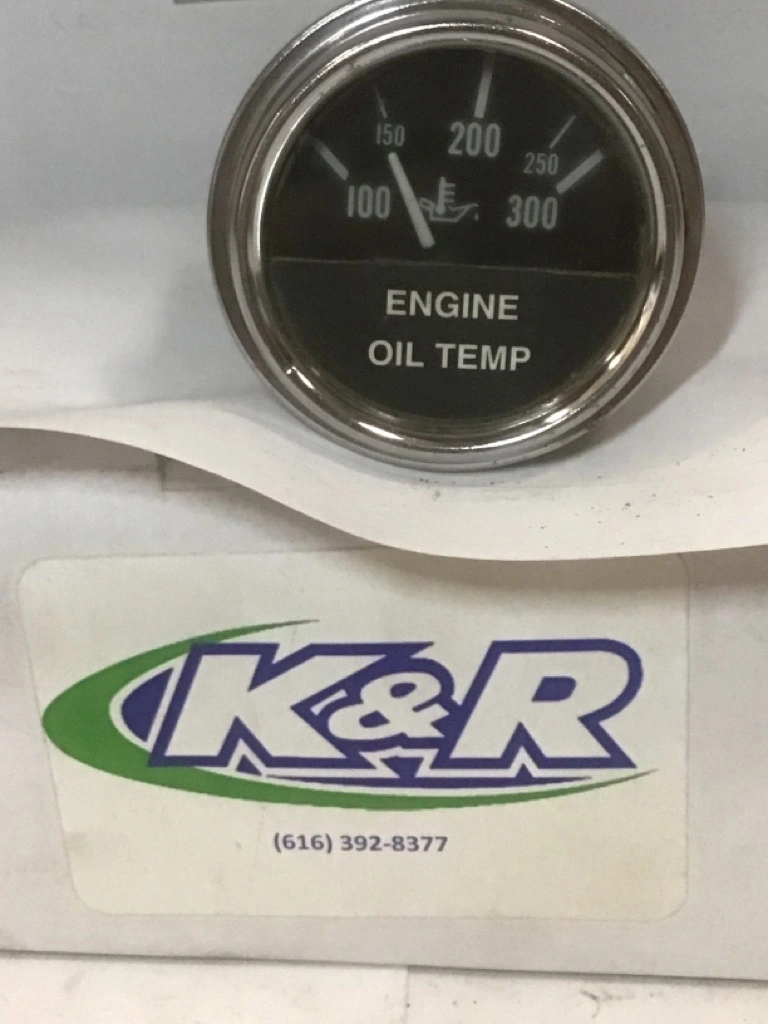 150 200 250
100 300
ENGINE
OIL TEMP
K&R
(616) 392-8377